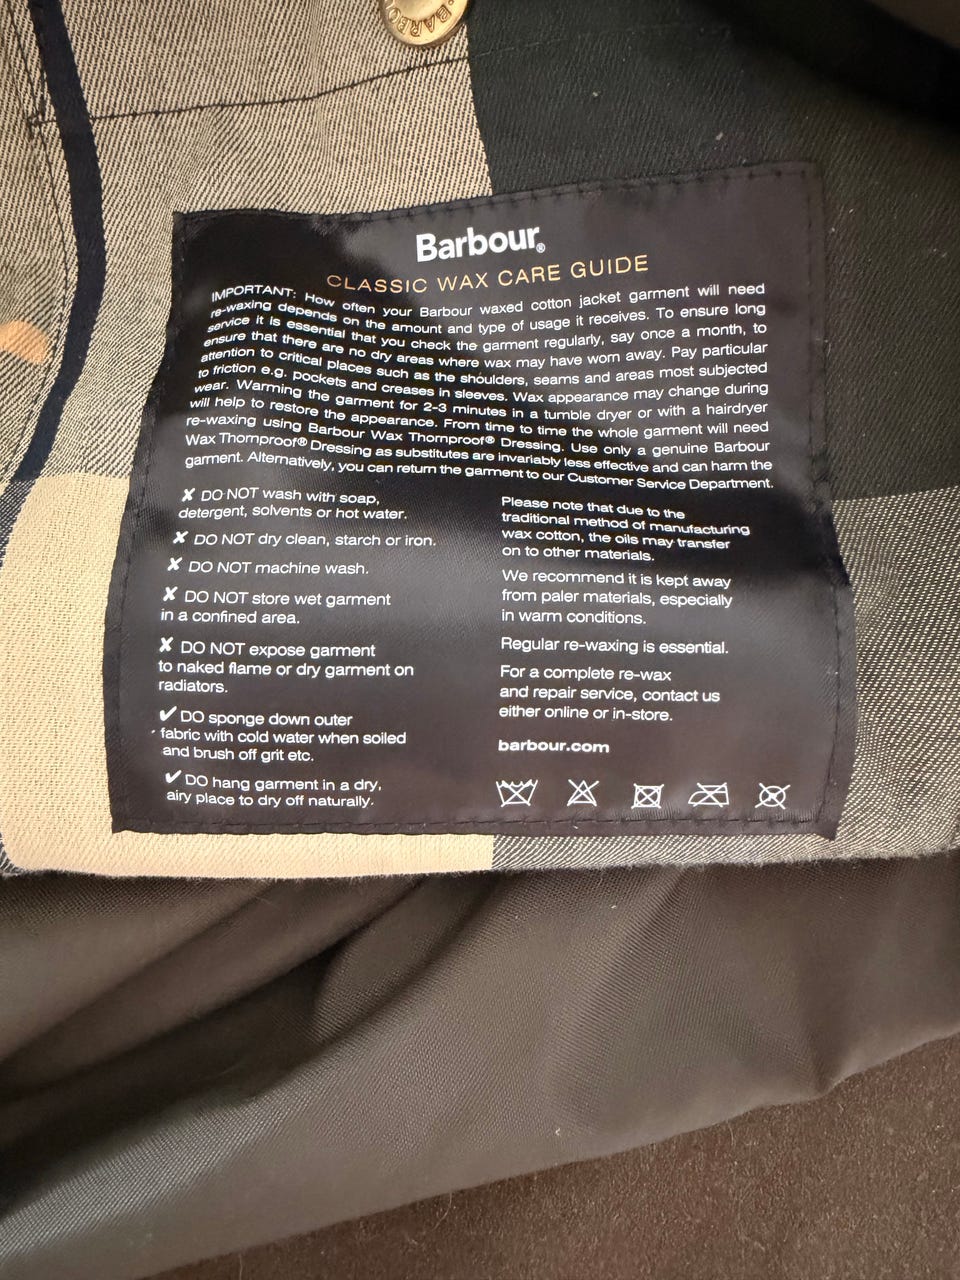 BARBOUR
Barbour®
CLASSIC WAX CARE GUIDE
IMPORTANT: How often your Barbour waxed cotton jacket garment will need
re-waxing depends on the amount and type of usage it receives. To ensure long
service it is essential that you check the garment regularly, say once a month, to
ensure that there are no dry areas where wax may have worn away. Pay particular
attention to critical places such as the shoulders, seams and areas most subjected
to friction e.g. pockets and creases in sleeves. Wax appearance may change during
wear. Warming the garment for 2-3 minutes in a tumble dryer or with a hairdryer
will help to restore the appearance. From time to time the whole garment will need
re-waxing using Barbour Wax Thornproof® Dressing. Use only a genuine Barbour
Wax Thornproof® Dressing as substitutes are invariably less effective and can harm the
garment. Alternatively, you can return the garment to our Customer Service Department.
✘ DO NOT wash with soap,
detergent, solvents or hot water.
✘ DO NOT dry clean, starch or iron.
✘ DO NOT machine wash.
✘ DO NOT store wet garment
in a confined area.
✘ DO NOT expose garment
to naked flame or dry garment on
radiators.
✔ DO sponge down outer
fabric with cold water when soiled
and brush off grit etc.
✔ DO hang garment in a dry,
airy place to dry off naturally.
Please note that due to the
traditional method of manufacturing
wax cotton, the oils may transfer
on to other materials.
We recommend it is kept away
from paler materials, especially
in warm conditions.
Regular re-waxing is essential.
For a complete re-wax
and repair service, contact us
either online or in-store.
barbour.com